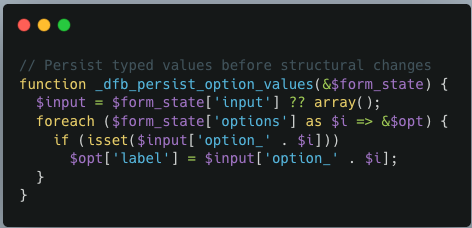 // Persist typed values before structural changes
function _dfb_persist_option_values(&$form_state) {
  $input = $form_state['input'] ?? array();
  foreach ($form_state['options'] as $i => &$opt) {
    if (isset($input['option_' . $i]))
      $opt['label'] = $input['option_' . $i];
  }
}